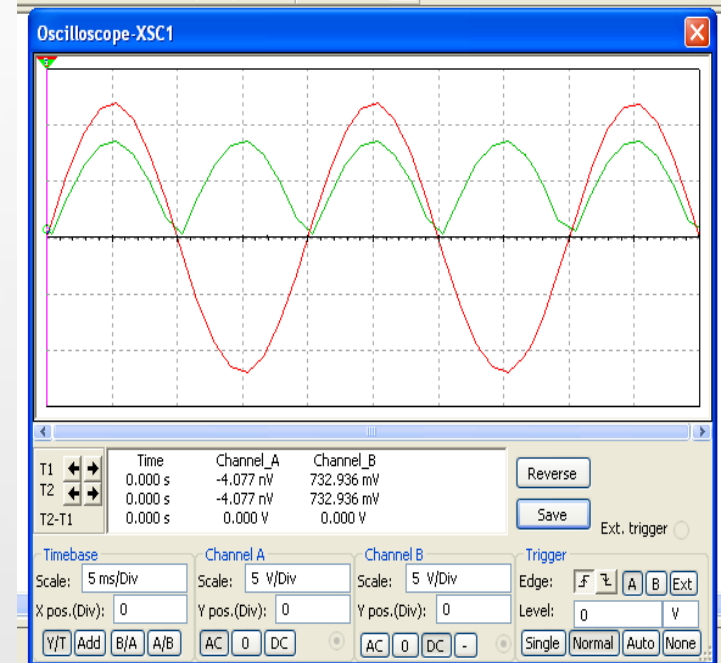 Oscilloscope-XSC1
Time Channel_A Channel_B
T1 0.000 s -4.077 nV 732.936 mV
T2 0.000 s -4.077 nV 732.936 mV
T2-T1 0.000 s 0.000 V 0.000 V
Reverse
Save
Ext. trigger
Timebase Channel A Channel B Trigger
Scale: 5 ms/Div Scale: 5 V/Div Scale: 5 V/Div Edge: A B Ext
X pos.(Div): 0 Y pos.(Div): 0 Y pos.(Div): 0 Level: 0 V
Y/T Add B/A A/B AC 0 DC AC 0 DC - Single Normal Auto None